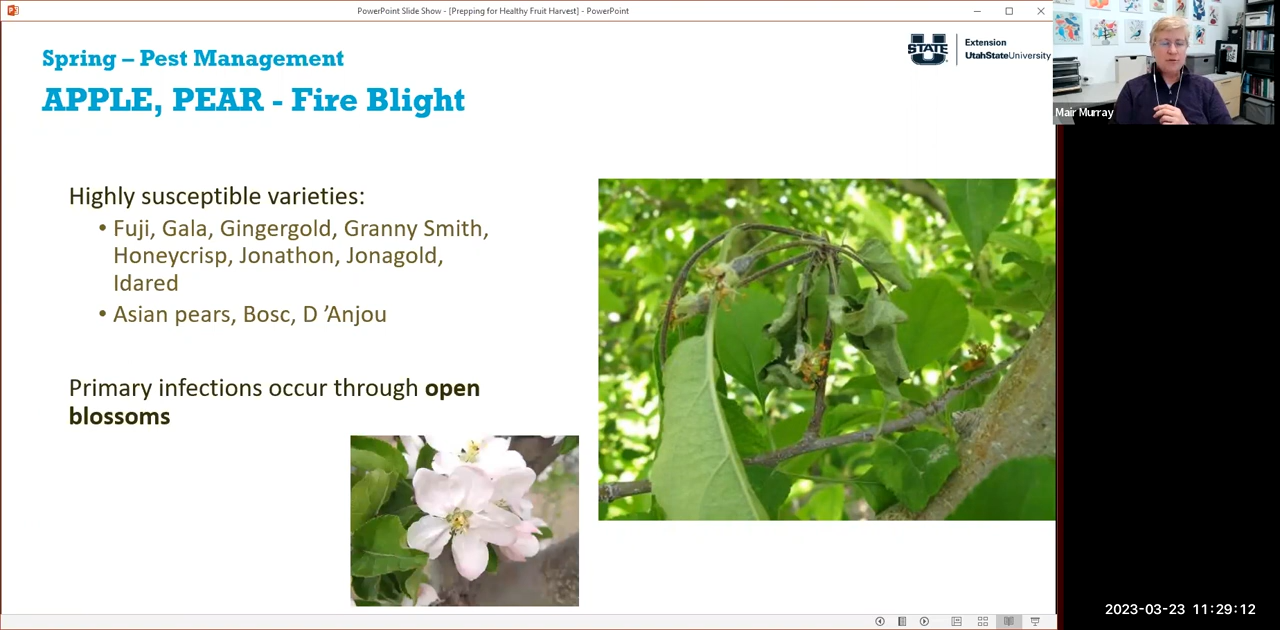 PowerPoint Slide Show - [Prepping for Healthy Fruit Harvest] - PowerPoint
Spring – Pest Management
APPLE, PEAR - Fire Blight
U STATE
Extension
UtahStateUniversity
Mair Murray
Highly susceptible varieties:
• Fuji, Gala, Gingergold, Granny Smith,
Honeycrisp, Jonathon, Jonagold,
Idared
• Asian pears, Bosc, D ’Anjou
Primary infections occur through open
blossoms
2023-03-23 11:29:12